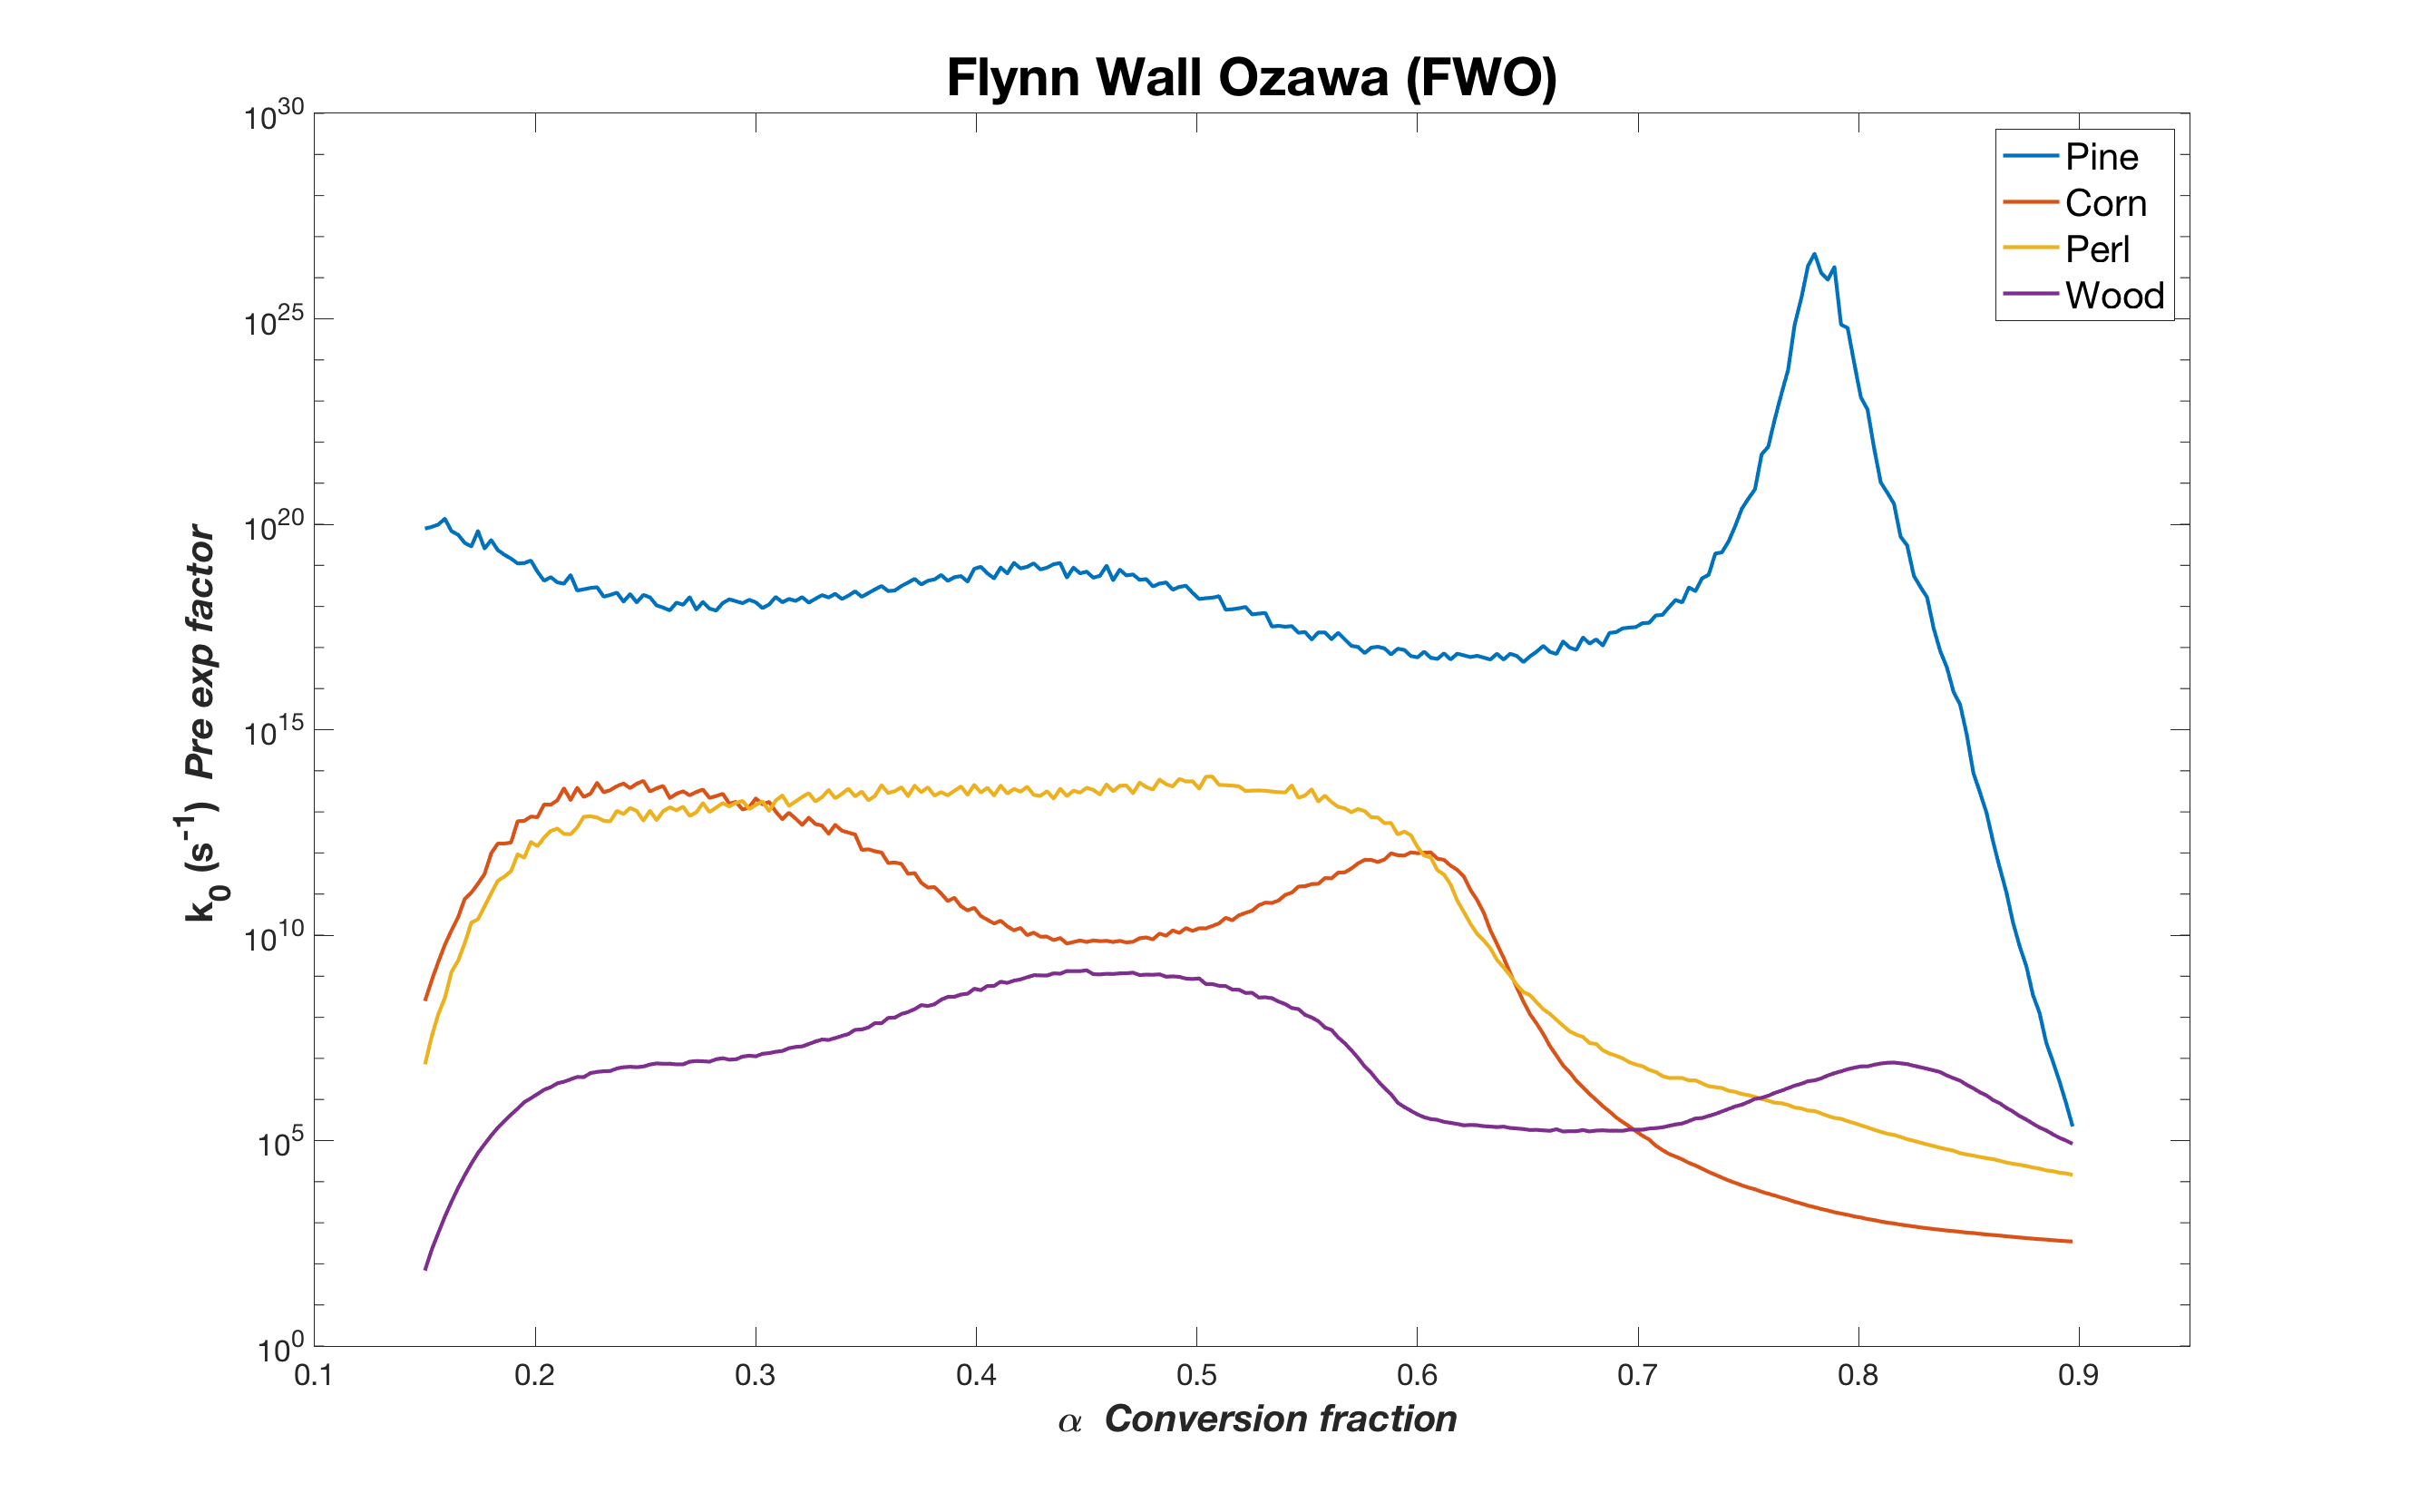 Flynn Wall Ozawa (FWO)
10^30
10^25
10^20
10^15
10^10
10^5
10^0
k_0 (s^-1) Pre exp factor
Pine
Corn
Perl
Wood
0.1 0.2 0.3 0.4 0.5 0.6 0.7 0.8 0.9
α Conversion fraction